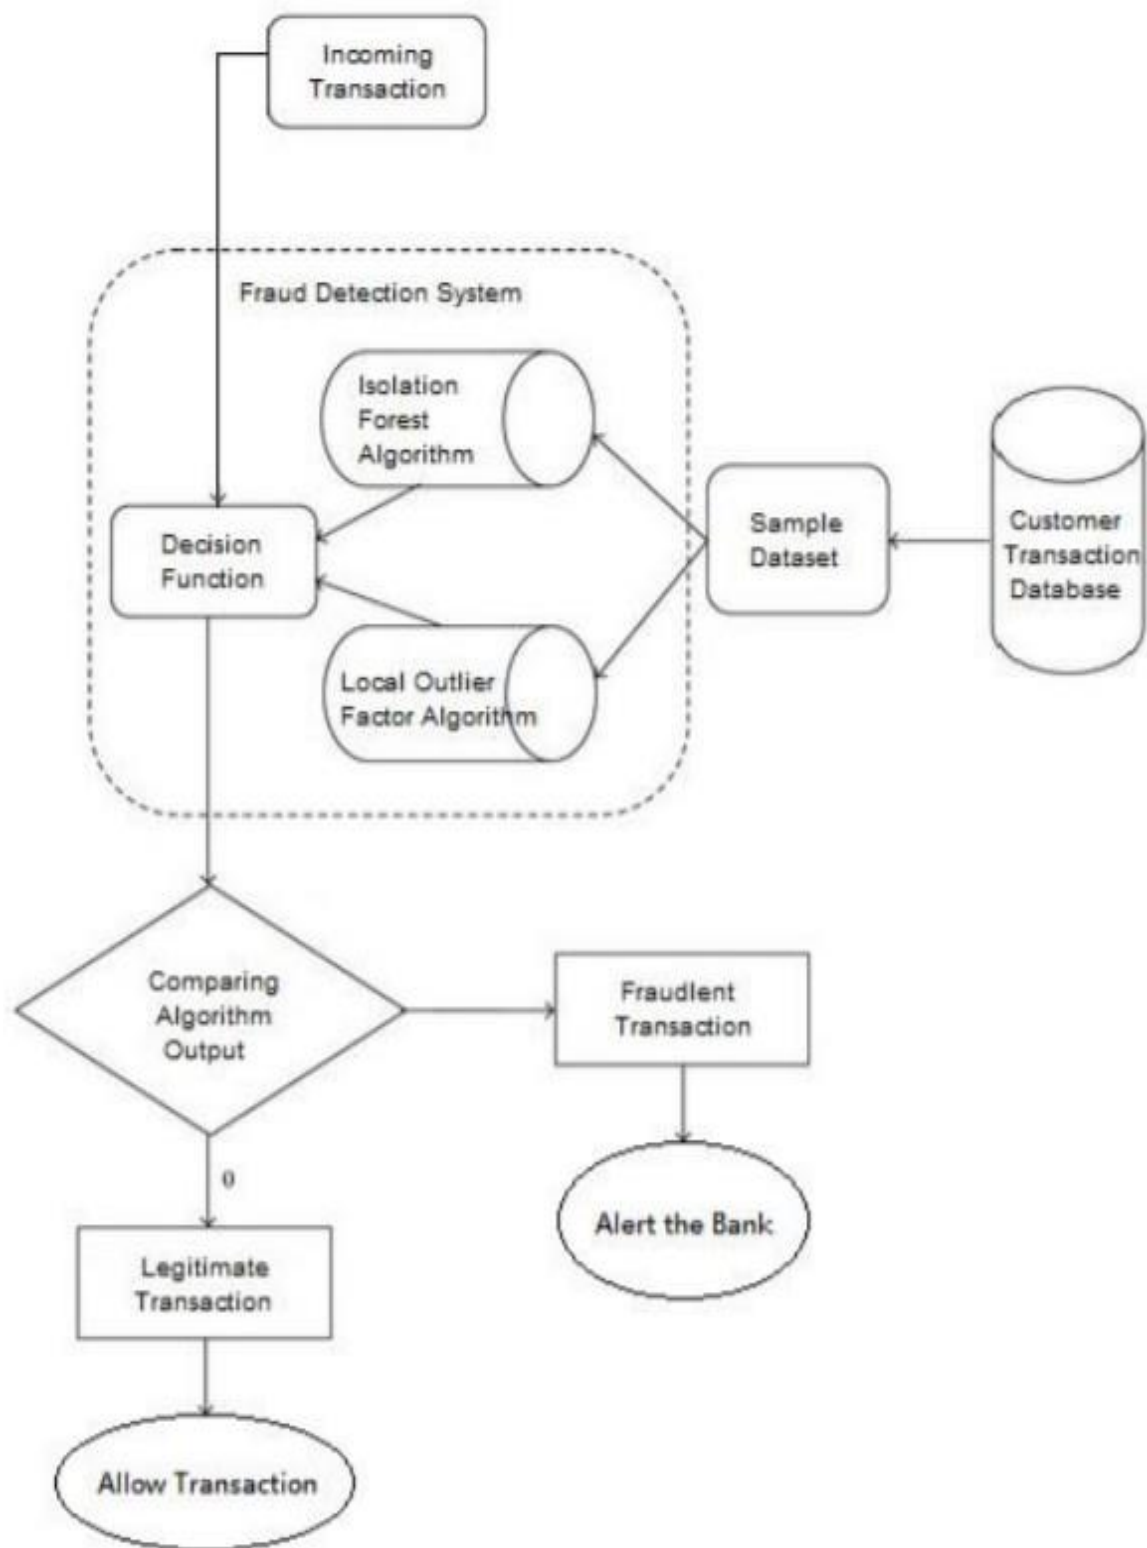 Incoming
Transaction
Fraud Detection System
Isolation
Forest
Algorithm
Decision
Function
Sample
Dataset
Customer
Transaction
Database
Local Outlier
Factor Algorithm
Comparing
Algorithm
Output
Fraudlent
Transaction
0
Alert the Bank
Legitimate
Transaction
Allow Transaction